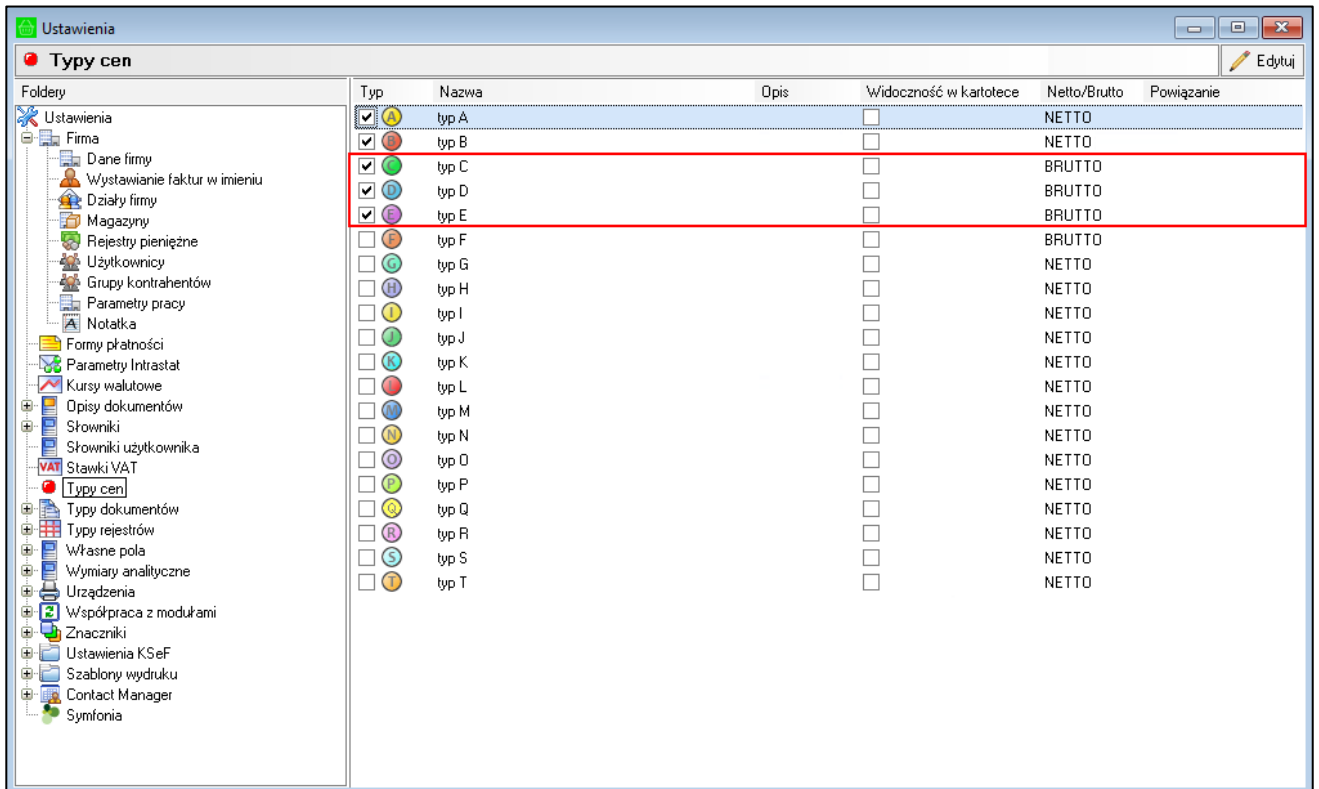 Ustawienia
Typy cen
Edytuj
Foldery
Ustawienia
Firma
Dane firmy
Wystawianie faktur w imieniu
Działy firmy
Magazyny
Rejestry pieniężne
Użytkownicy
Grupy kontrahentów
Parametry pracy
A Notatka
Formy płatności
Parametry Intrastat
Kursy walutowe
Opisy dokumentów
Słowniki
Słowniki użytkownika
VAT Stawki VAT
Typy cen
Typy dokumentów
Typy rejestrów
Własne pola
Wymiary analityczne
Urządzenia
2 Współpraca z modułami
Znaczniki
Ustawienia KSeF
Szablony wydruku
Contact Manager
Symfonia
Typ Nazwa Opis Widoczność w kartotece Netto/Brutto Powiązanie
A typ A NETTO
B typ B NETTO
C typ C BRUTTO
D typ D BRUTTO
E typ E BRUTTO
F typ F BRUTTO
G typ G NETTO
H typ H NETTO
I typ I NETTO
J typ J NETTO
K typ K NETTO
L typ L NETTO
M typ M NETTO
N typ N NETTO
O typ O NETTO
P typ P NETTO
Q typ Q NETTO
R typ R NETTO
S typ S NETTO
T typ T NETTO